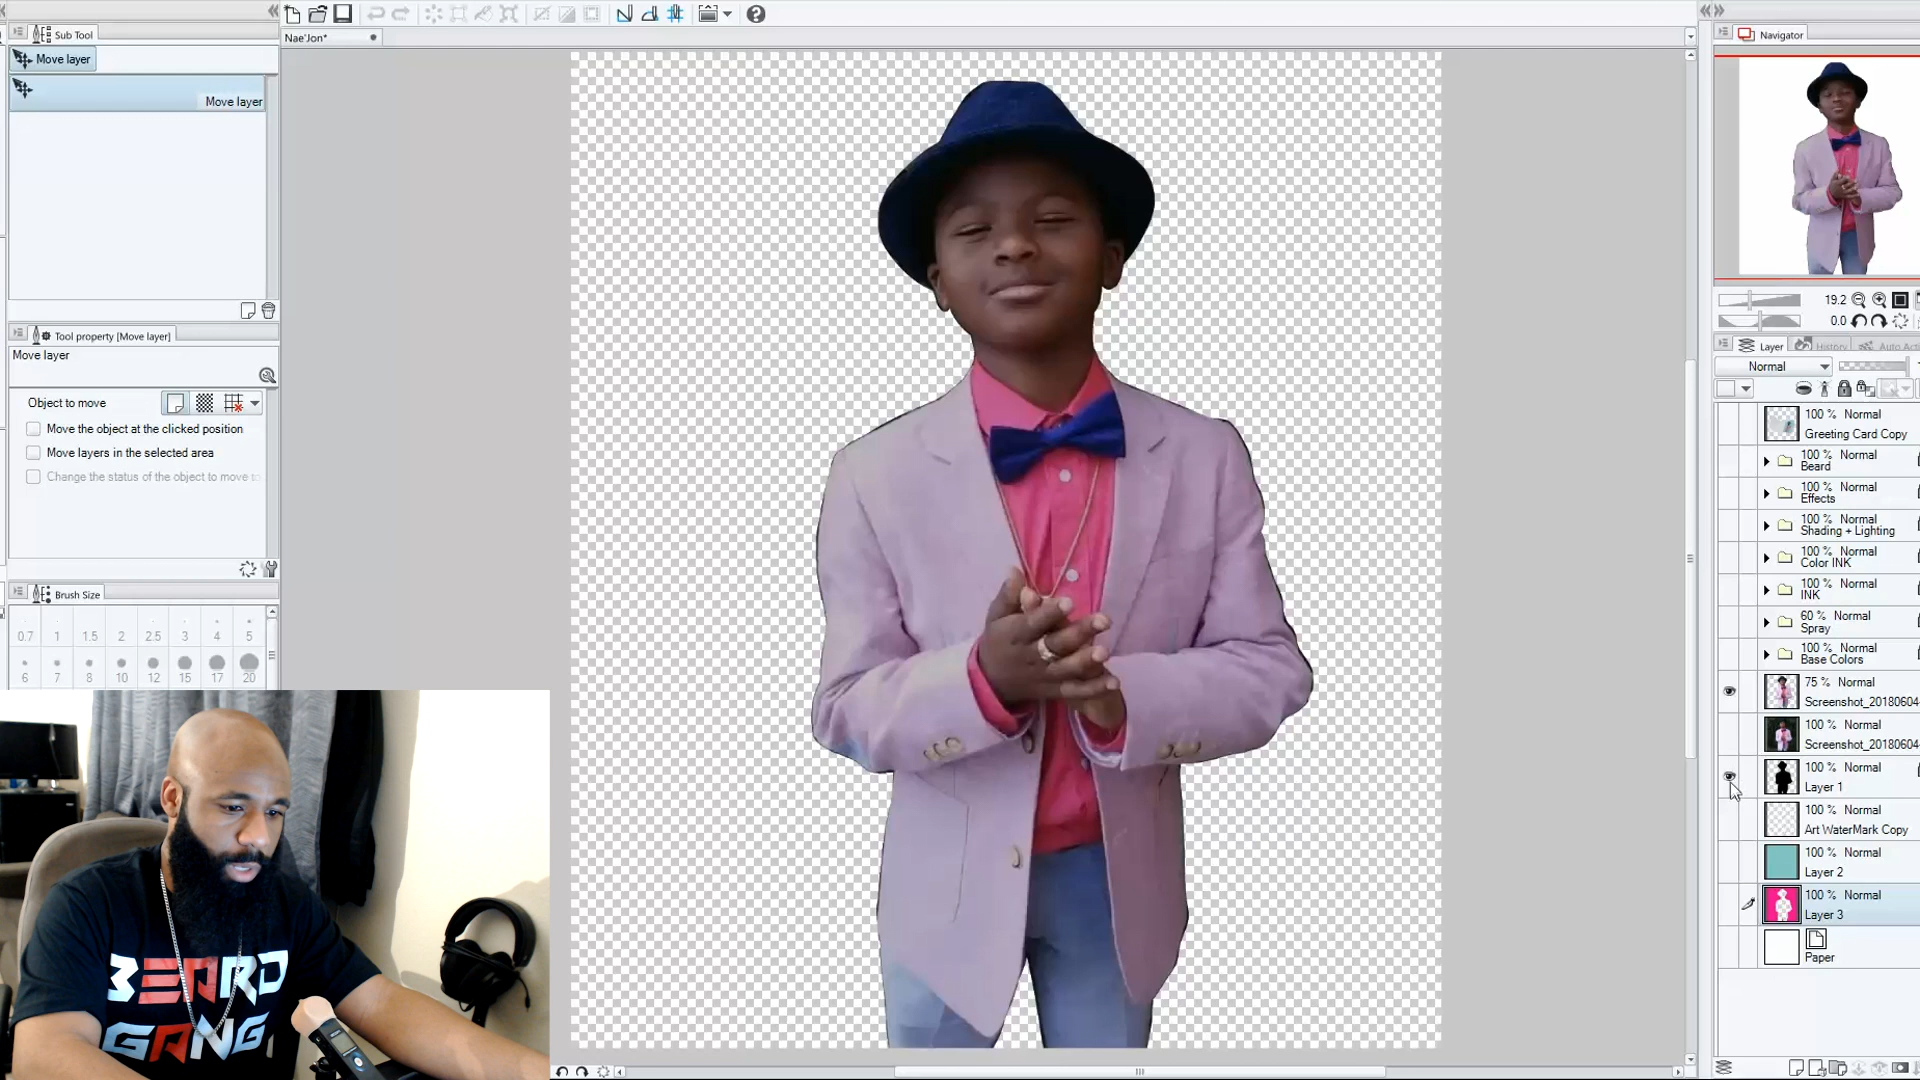 Sub Tool
Move layer
Move layer
Tool property [Move layer]
Move layer
Object to move
Move the object at the clicked position
Move layers in the selected area
Change the status of the object to move to
Brush Size
0.7 1 1.5 2 2.5 3 4 5
6 7 8 10 12 15 17 20
Nae'Jon*
Navigator
19.2
0.0
Layer History Auto Acti
Normal
100 % Normal
Greeting Card Copy
100 % Normal
Beard
100 % Normal
Effects
100 % Normal
Shading + Lighting
100 % Normal
Color INK
100 % Normal
INK
60 % Normal
Spray
100 % Normal
Base Colors
75 % Normal
Screenshot_20180604-
100 % Normal
Screenshot_20180604-
100 % Normal
Layer 1
100 % Normal
Art WaterMark Copy
100 % Normal
Layer 2
100 % Normal
Layer 3
Paper
BEARD
GANG